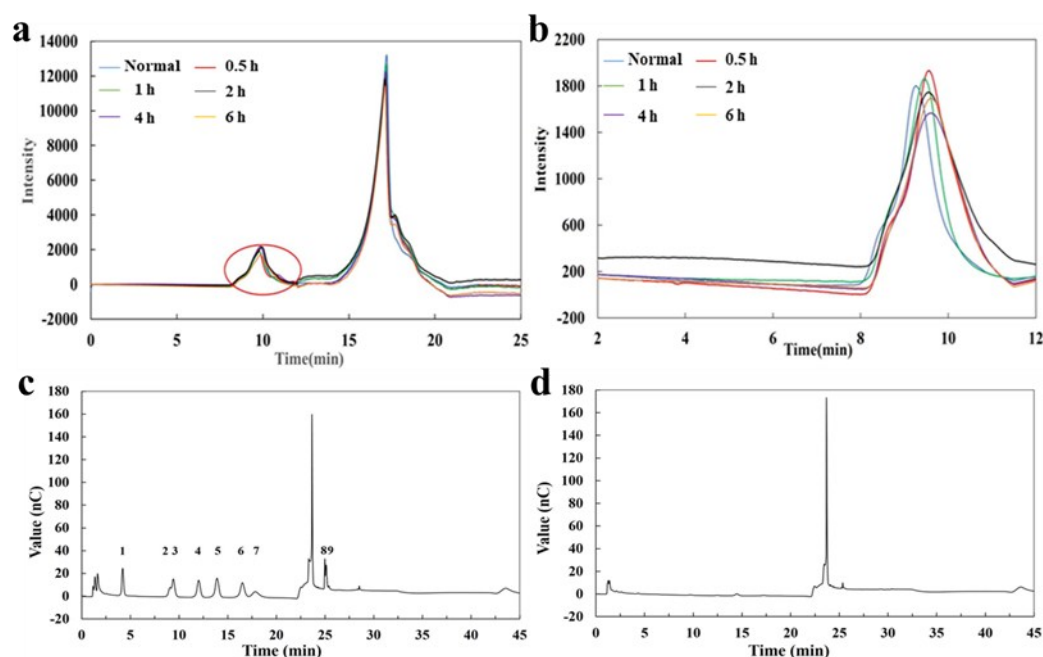 a
14000
12000
10000
8000
6000
4000
2000
0
-2000
Intensity
Normal 0.5 h
1 h 2 h
4 h 6 h
0 5 10 15 20 25
Time(min)
b
2200
1800
1400
1000
600
200
-200
Intensity
Normal 0.5 h
1 h 2 h
4 h 6 h
2 4 6 8 10 12
Time(min)
c
180
160
140
120
100
80
60
40
20
0
-20
Value (nC)
1 2 3 4 5 6 7 89
0 5 10 15 20 25 30 35 40 45
Time (min)
d
180
160
140
120
100
80
60
40
20
0
-20
Value (nC)
0 5 10 15 20 25 30 35 40 45
Time (min)